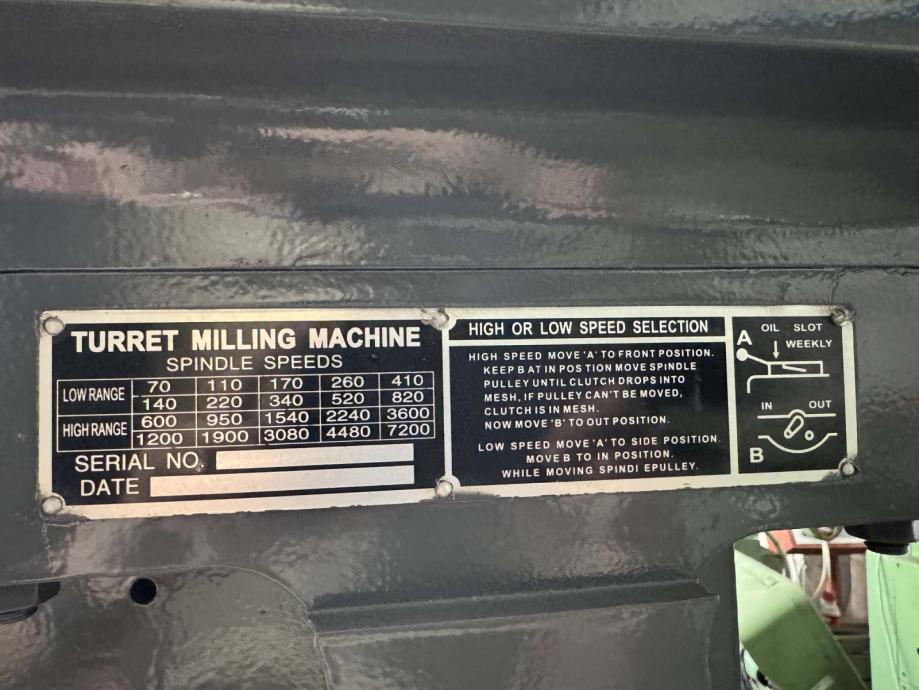 TURRET MILLING MACHINE
SPINDLE SPEEDS
LOW RANGE 70 110 170 260 410
140 220 340 520 820
HIGH RANGE 600 950 1540 2240 3600
1200 1900 3080 4480 7200
SERIAL NO.
DATE
HIGH OR LOW SPEED SELECTION
HIGH SPEED MOVE 'A' TO FRONT POSITION.
KEEP B AT IN POS TION MOVE SPINDLE
PULLEY UNTIL CLUTCH DROPS INTO
MESH, IF PULLEY CAN'T BE MOVED,
CLUTCH IS IN MESH.
NOW MOVE 'B' TO OUT POSITION.
LOW SPEED MOVE 'A' TO SIDE POSITION.
MOVE B TO IN POSITION.
WHILE MOVING SPINDI EPULLEY.
A OIL SLOT
WEEKLY
IN OUT
B